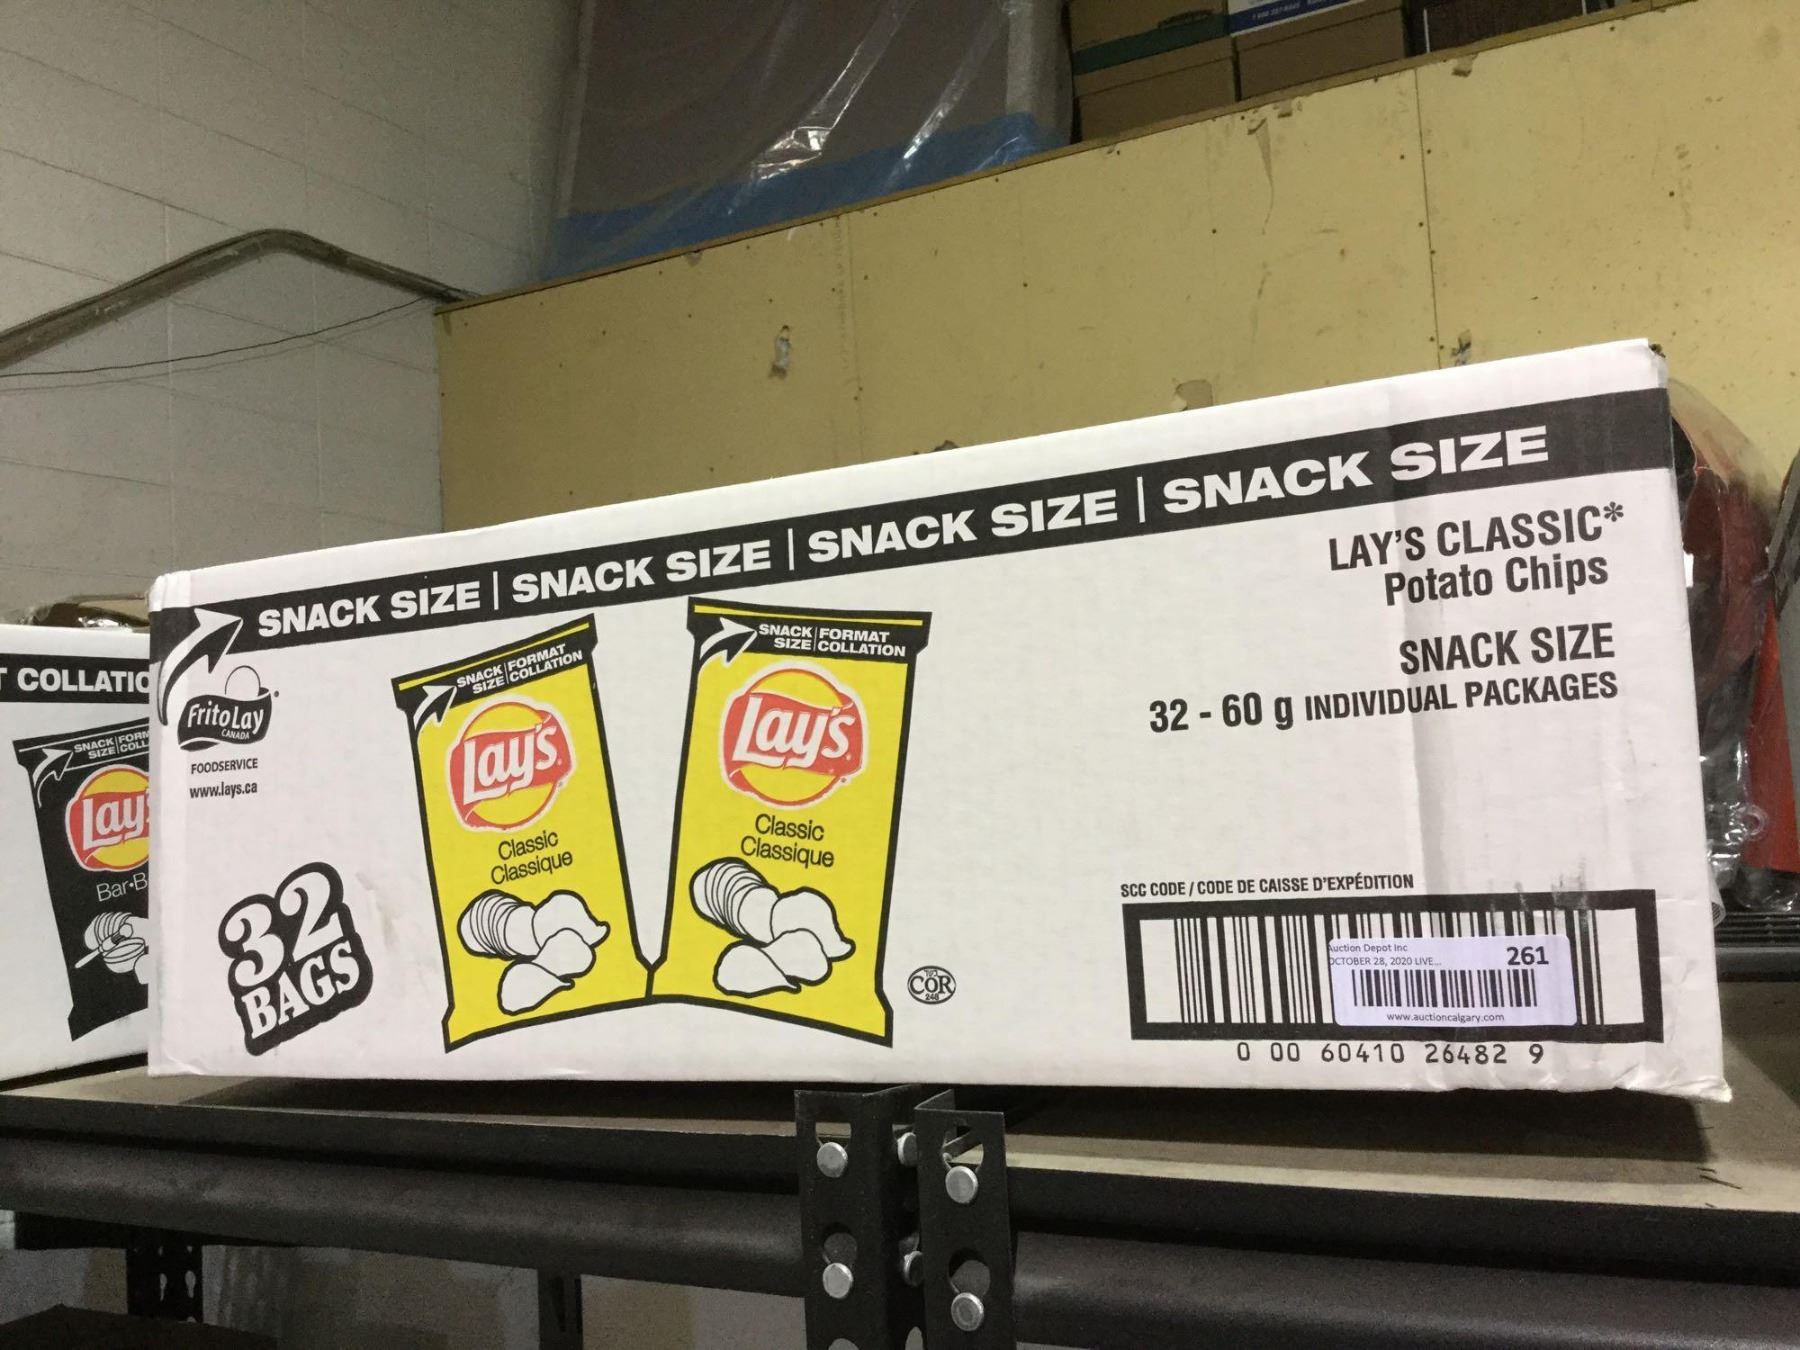 SNACK SIZE | SNACK SIZE | SNACK SIZE | SNACK SIZE
LAY'S CLASSIC*
Potato Chips
SNACK SIZE
32 - 60 g INDIVIDUAL PACKAGES
FritoLay
CANADA
FOODSERVICE
www.lays.ca
32
BAGS
SNACK | FORMAT
SIZE | COLLATION
Lay's
Classic
Classique
SNACK | FORMAT
SIZE | COLLATION
Lay's
Classic
Classique
COR
248
SCC CODE / CODE DE CAISSE D'EXPÉDITION
Auction Depot Inc
OCTOBER 28, 2020 LIVE...
261
www.auctioncalgary.com
0 00 60410 26482 9
T COLLATIO
SNACK | FORM
SIZE | COLL
Lay'
Bar•B